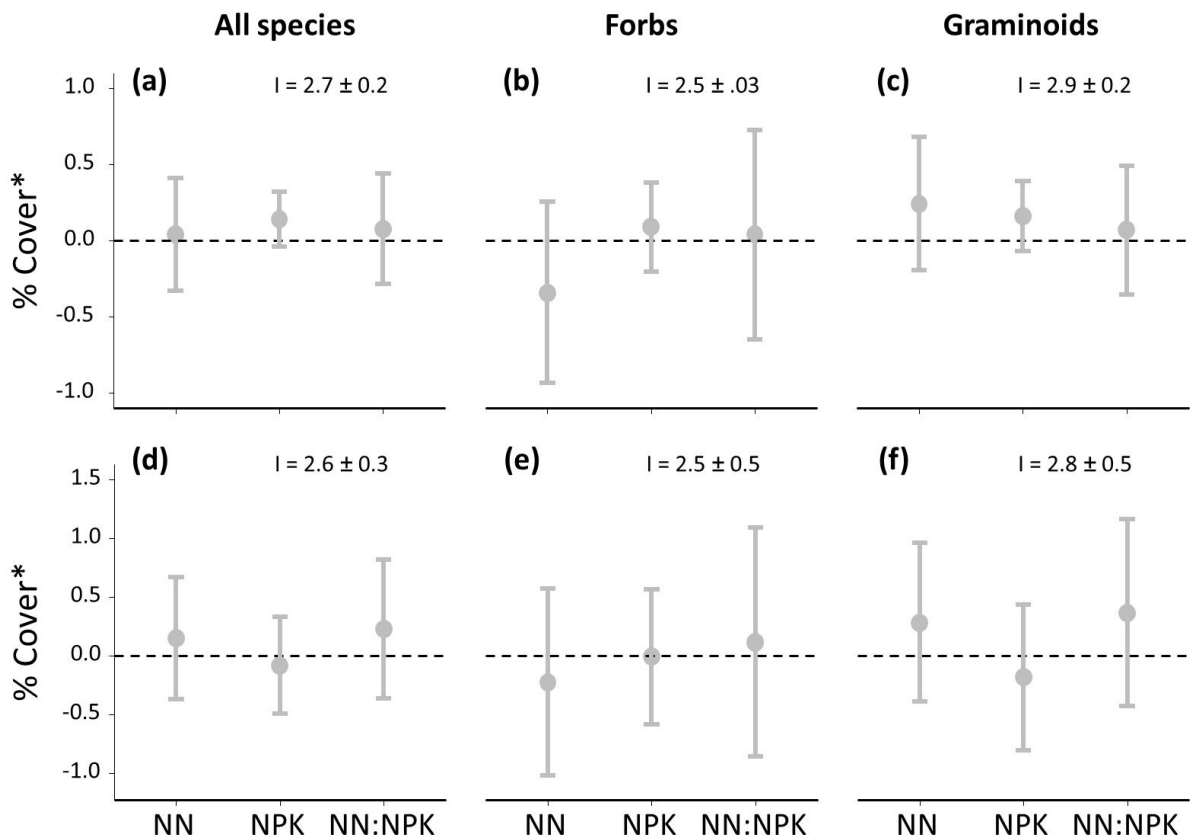 All species Forbs Graminoids
(a) I = 2.7 ± 0.2 (b) I = 2.5 ± .03 (c) I = 2.9 ± 0.2
1.0
0.5
0.0
-0.5
-1.0
% Cover*
(d) I = 2.6 ± 0.3 (e) I = 2.5 ± 0.5 (f) I = 2.8 ± 0.5
1.5
1.0
0.5
0.0
-0.5
-1.0
% Cover*
NN NPK NN:NPK NN NPK NN:NPK NN NPK NN:NPK